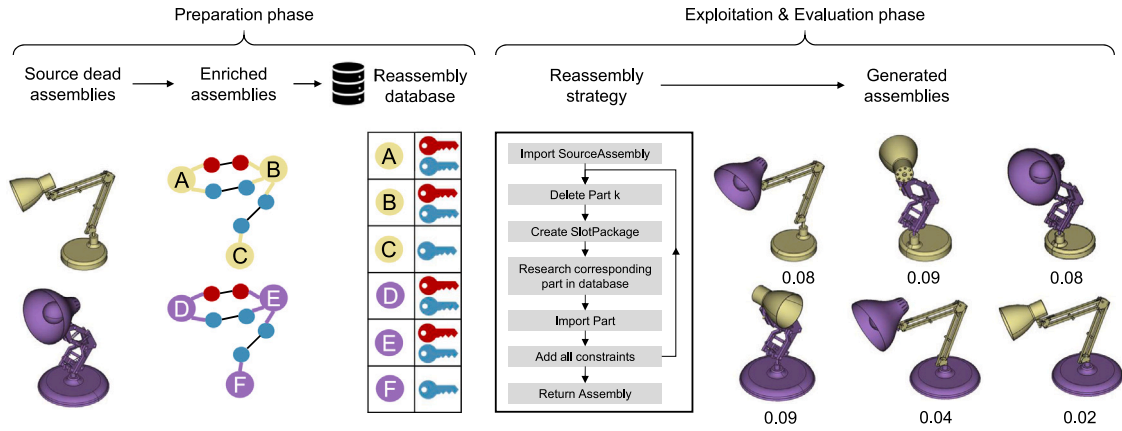 Preparation phase
Exploitation & Evaluation phase
Source dead
assemblies
Enriched
assemblies
Reassembly
database
Reassembly
strategy
Generated
assemblies
A
B
C
D
E
F
A
B
C
D
E
F
Import SourceAssembly
Delete Part k
Create SlotPackage
Research corresponding
part in database
Import Part
Add all constraints
Return Assembly
0.08
0.09
0.08
0.09
0.04
0.02